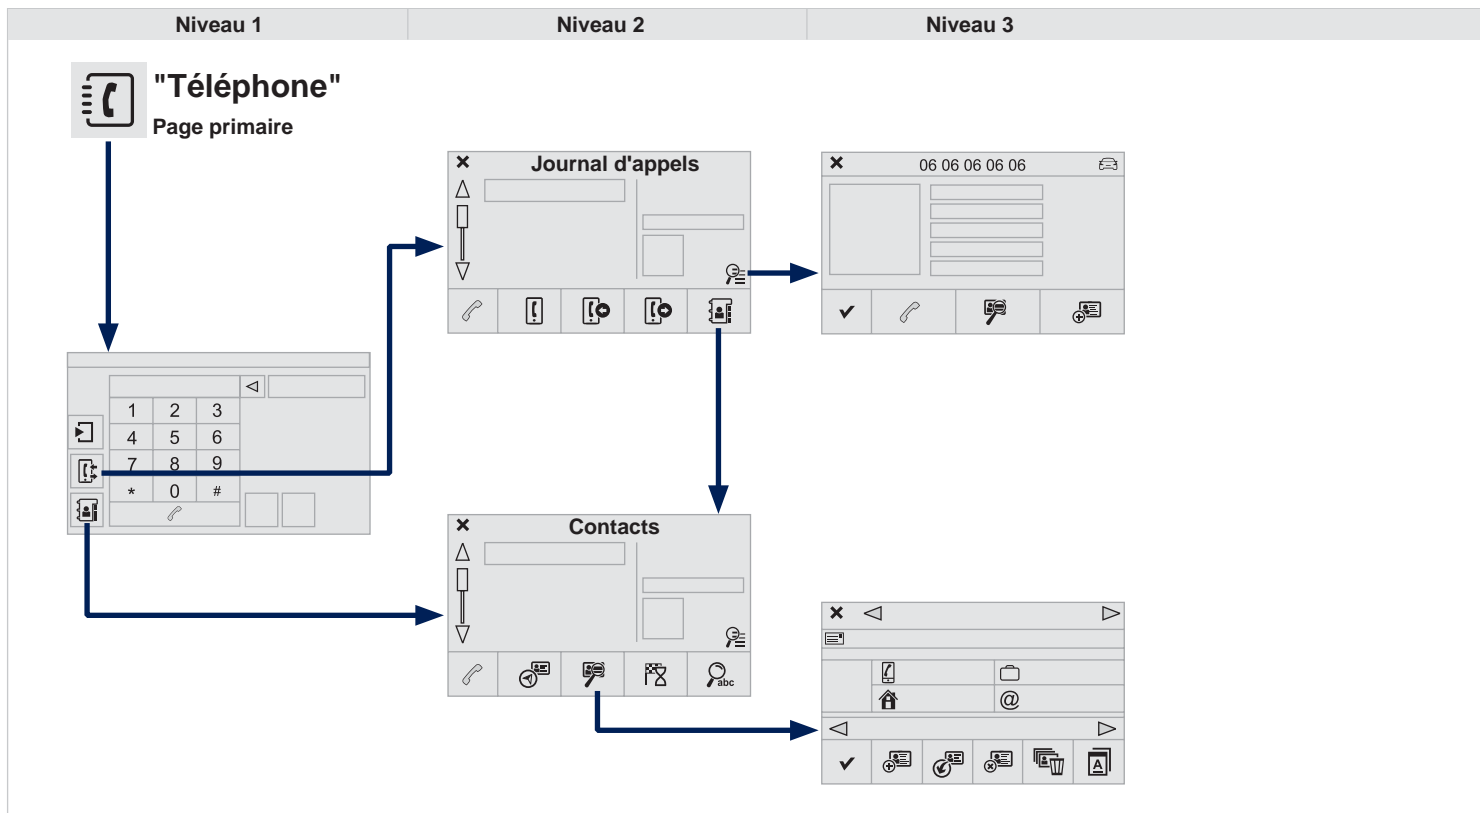 Niveau 1 Niveau 2 Niveau 3
"Téléphone"
Page primaire
Journal d'appels
06 06 06 06 06
1 2 3
4 5 6
7 8 9
* 0 #
Contacts
abc
@
A